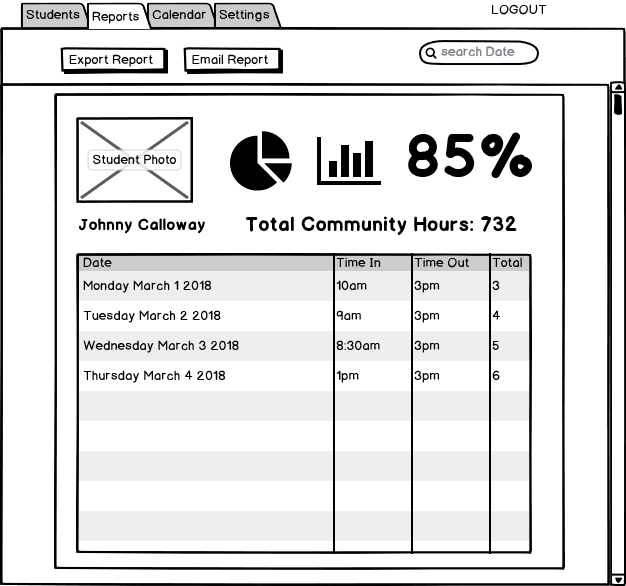 LOGOUT
Students Reports Calendar Settings
Export Report Email Report search Date
Student Photo 85%
Johnny Calloway Total Community Hours: 732
Date Time In Time Out Total
Monday March 1 2018 10am 3pm 3
Tuesday March 2 2018 9am 3pm 4
Wednesday March 3 2018 8:30am 3pm 5
Thursday March 4 2018 1pm 3pm 6